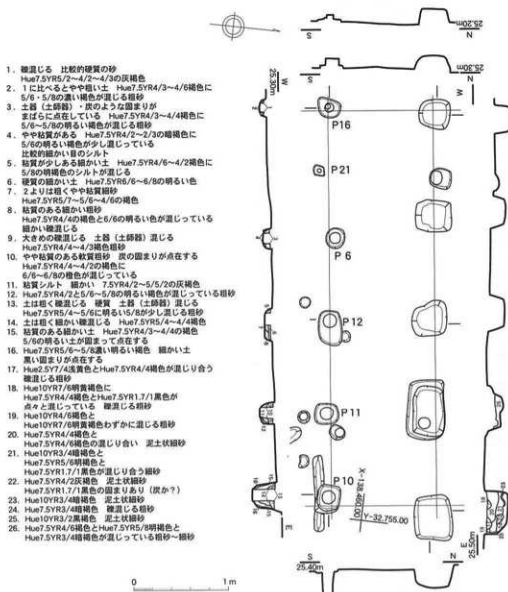 1．礫混じる　比較的硬質の砂
Hue7.5YR5/2～4/2～4/3の灰褐色
2．1に比べるとやや粗い土　Hue7.5YR4/3～4/6褐色に
5/6・5/8の濃い褐色が混じる粗砂
3．土器（土師器）・炭のような固まりが
まばらに点在している　Hue7.5YR4/3～4/4褐色に
5/6～5/8の明るい褐色が混じる粗砂
4．やや粘質がある　Hue7.5YR4/2～2/3の暗褐色に
5/6の明るい褐色が少し混じっている
比較的細かい目のシルト
5．粘質が少しある細かい土　Hue7.5YR4/6～4/2褐色に
5/8の明褐色のシルトが混じる
6．硬質の細かい土　Hue7.5YR6/6～6/8の明るい色
7．2よりは粗くやや粘質細砂
Hue7.5YR5/7～5/6～4/6の褐色
8．粘質のある細かい粗砂
Hue7.5YR4/4の褐色と6/6の明るい色が混じっている
細かい礫混じる
9．大きめの礫混じる　土器（土師器）混じる
Hue7.5YR4/4～4/3褐色粗砂
10．やや粘質のある軟質粗砂　炭の固まりが点在する
Hue7.5YR4/4～4/2の褐色に
6/6～6/8の橙色が混じっている
11．粘質シルト　細かい　7.5YR4/2～5/5/2の灰褐色
12．Hue7.5YR4/2と5/6～5/8の明るい褐色が混じっている粗砂
13．土は粗く礫混じる　硬質　土器（土師器）混じる
Hue7.5YR4/4～5/6に明るい5/8が少し混じる粗砂
14．土は粗く細かい礫混じる　Hue7.5YR5/4～4/4褐色
15．粘質のある細かい土　Hue7.5YR4/3～4/4の褐色
5/6の明るい土が固まって点在する
16．Hue7.5YR5/6～5/8濃い明るい褐色　細かい土
黒い固まりが点在する
17．Hue2.5Y7/4浅黄色とHue7.5YR4/4褐色が混じり合う
礫混じる粗砂
18．Hue10YR7/6明黄褐色に
Hue7.5YR4/4褐色とHue7.5YR1.7/1黒色が
点々と混じっている　礫混じる粗砂
19．Hue10YR4/6褐色と
Hue10YR7/6明黄褐色わずかに混じる粗砂
20．Hue7.5YR4/4褐色と
Hue7.5YR4/6褐色の混じり合い　泥土状細砂
21．Hue10YR3/4暗褐色と
Hue7.5YR5/6明褐色と
Hue7.5YR1.7/1黒色が混じり合う細砂
22．Hue7.5YR4/2灰褐色　泥土状細砂
Hue7.5YR1.7/1黒色の固まりあり（炭か？）
23．Hue10YR3/4暗褐色　泥土状細砂
24．Hue7.5YR3/4暗褐色　礫混じる粗砂
25．Hue10YR3/2黒褐色　泥土状細砂
26．Hue7.5YR4/6褐色とHue7.5YR5/8明褐色と
Hue7.5YR3/4暗褐色が混じっている粗砂～細砂
0　1m
S　N
25.20m
S　N
25.30m
25.30m
W
W
P16
P21
P6
P12
P11
P10
X-138,460.00
Y-32,755.00
E
E
25.50m
S　N
25.40m